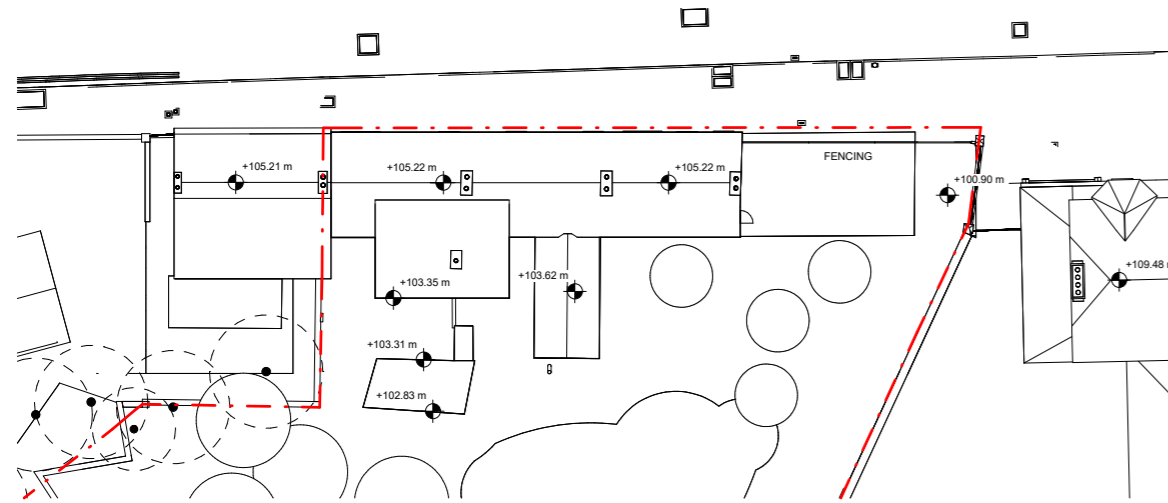 FENCING
+105.21 m
+105.22 m
+105.22 m
+100.90 m
+109.48 m
+103.35 m
+103.62 m
+103.31 m
+102.83 m